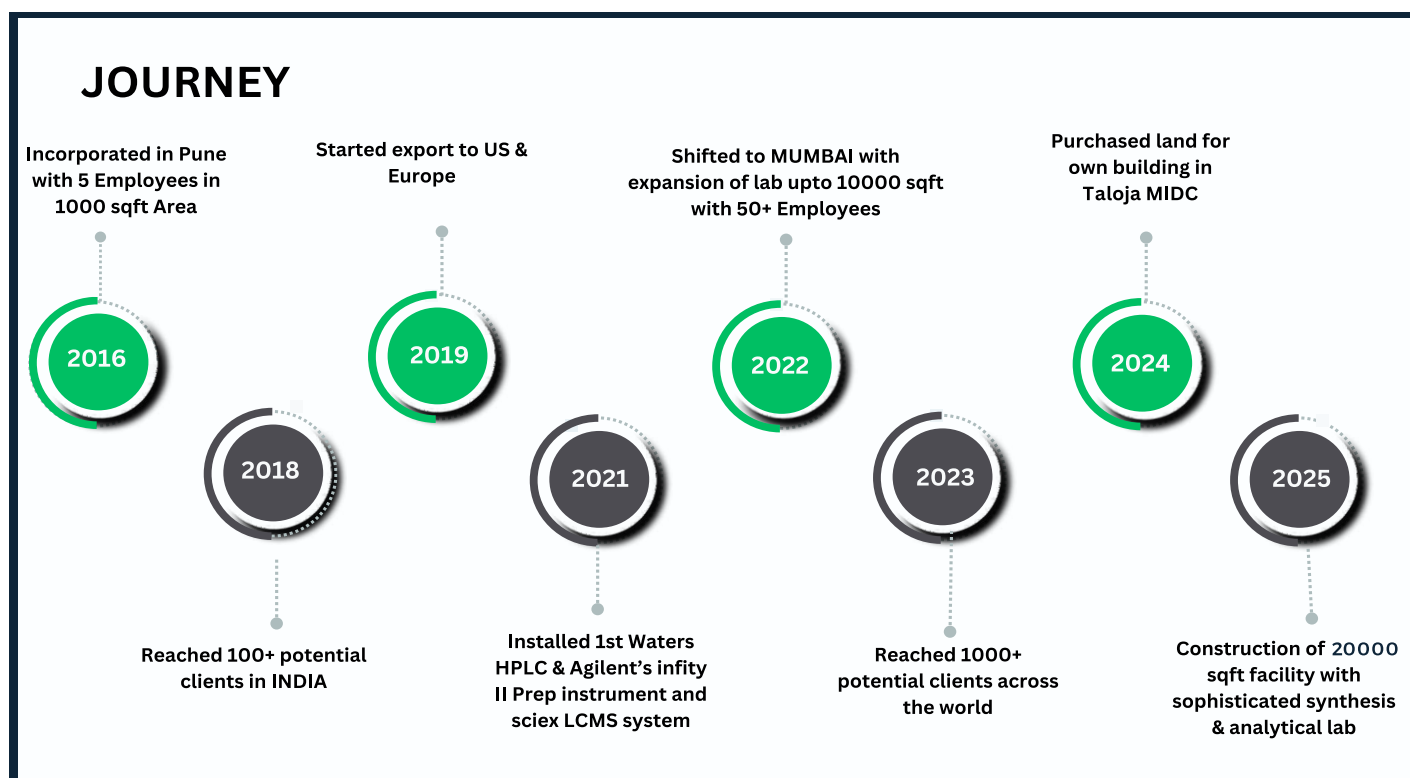 JOURNEY
Incorporated in Pune
with 5 Employees in
1000 sqft Area
2016
2018
Reached 100+ potential
clients in INDIA
Started export to US &
Europe
2019
2021
Installed 1st Waters
HPLC & Agilent’s infity
II Prep instrument and
sciex LCMS system
Shifted to MUMBAI with
expansion of lab upto 10000 sqft
with 50+ Employees
2022
2023
Reached 1000+
potential clients across
the world
Purchased land for
own building in
Taloja MIDC
2024
2025
Construction of 20000
sqft facility with
sophisticated synthesis
& analytical lab